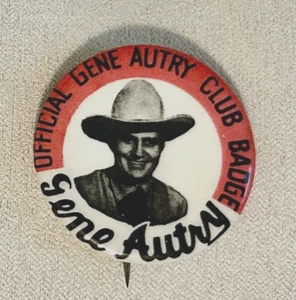 OFFICIAL GENE AUTRY CLUB BADGE
Gene Autry